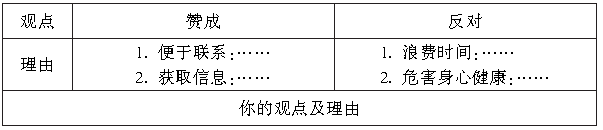 观点 赞成 反对
理由 1. 便于联系:…… 1. 浪费时间:……
2. 获取信息:…… 2. 危害身心健康:……
你的观点及理由